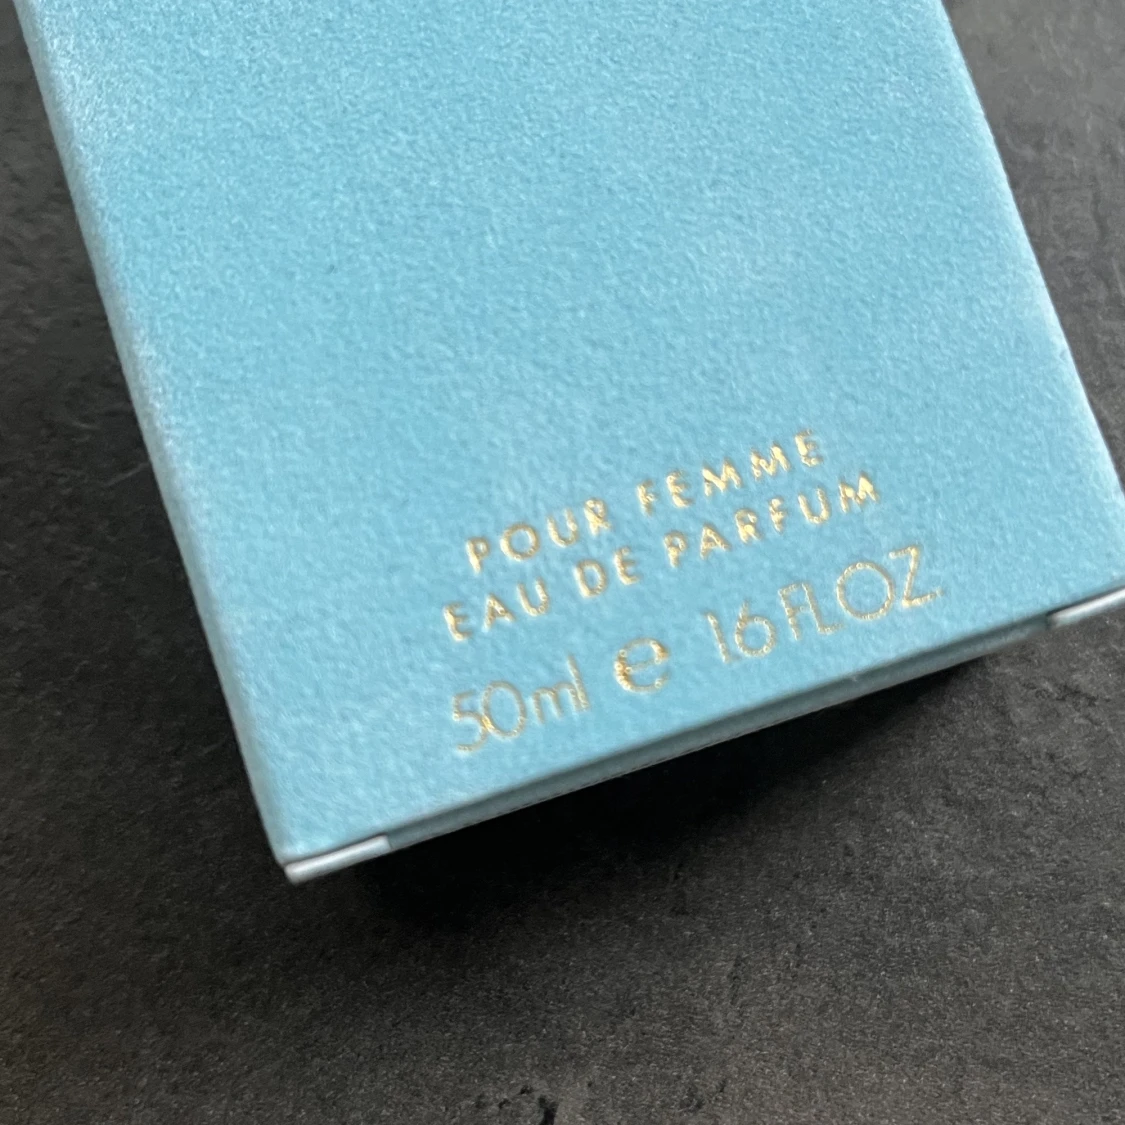 POUR FEMME
EAU DE PARFUM
50ml e 1.6 FL OZ.